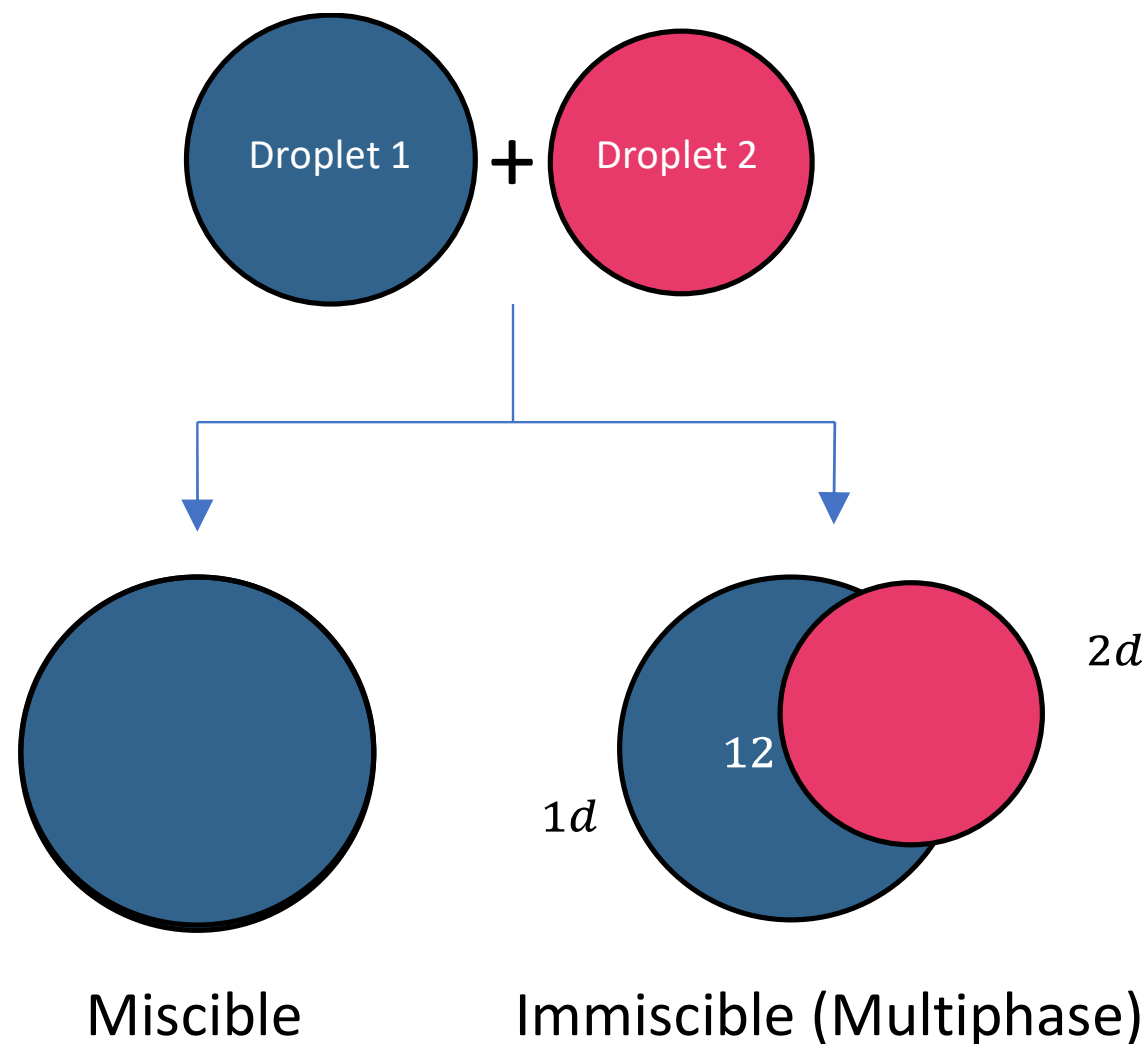 Droplet 1 + Droplet 2
2d
12
1d
Miscible
Immiscible (Multiphase)